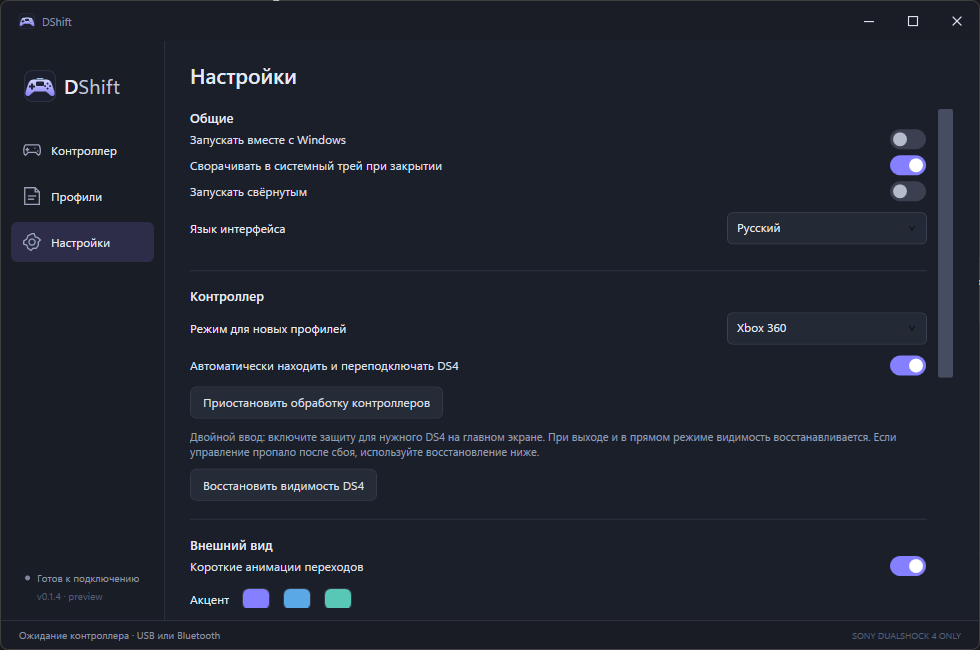 DShift
DShift
Контроллер
Профили
Настройки
Готов к подключению
v0.1.4 · preview
Настройки
Общие
Запускать вместе с Windows
Сворачивать в системный трей при закрытии
Запускать свёрнутым
Язык интерфейса
Русский
Контроллер
Режим для новых профилей
Xbox 360
Автоматически находить и переподключать DS4
Приостановить обработку контроллеров
Двойной ввод: включите защиту для нужного DS4 на главном экране. При выходе и в прямом режиме видимость восстанавливается. Если
управление пропало после сбоя, используйте восстановление ниже.
Восстановить видимость DS4
Внешний вид
Короткие анимации переходов
Акцент
Ожидание контроллера · USB или Bluetooth
SONY DUALSHOCK 4 ONLY